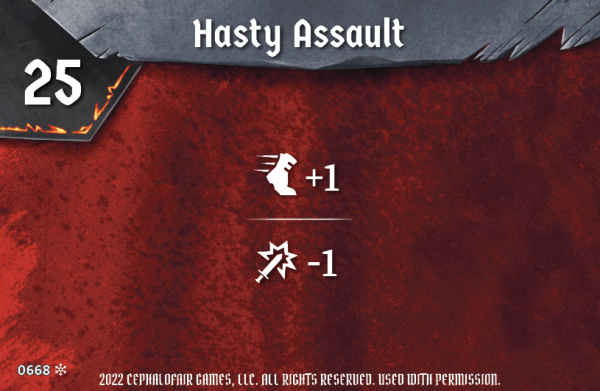 Hasty Assault
25
+1
-1
0668
2022 CEPHALOFAIR GAMES, LLC. ALL RIGHTS RESERVED. USED WITH PERMISSION.